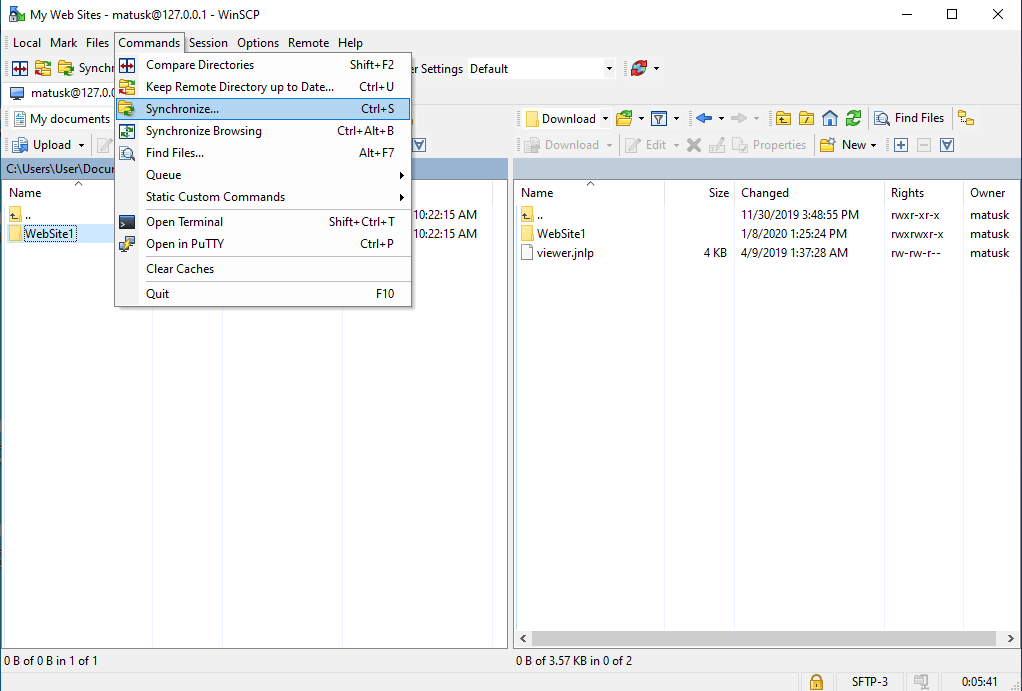 My Web Sites - matusk@127.0.0.1 - WinSCP
Local Mark Files Commands Session Options Remote Help
Compare Directories Shift+F2
Keep Remote Directory up to Date... Ctrl+U
Synchronize... Ctrl+S
Synchronize Browsing Ctrl+Alt+B
Find Files... Alt+F7
Queue
Static Custom Commands
Open Terminal Shift+Ctrl+T
Open in PuTTY Ctrl+P
Clear Caches
Quit F10
Settings Default
matusk@127.0.0
My documents
Upload
C:\Users\User\Docu
Name
..
10:22:15 AM
WebSite1
10:22:15 AM
Download Find Files
Download Edit Properties New
Name Size Changed Rights Owner
.. 11/30/2019 3:48:55 PM rwxr-xr-x matusk
WebSite1 1/8/2020 1:25:24 PM rwxrwxr-x matusk
viewer.jnlp 4 KB 4/9/2019 1:37:28 AM rw-rw-r-- matusk
0 B of 0 B in 1 of 1
0 B of 3.57 KB in 0 of 2
SFTP-3 0:05:41